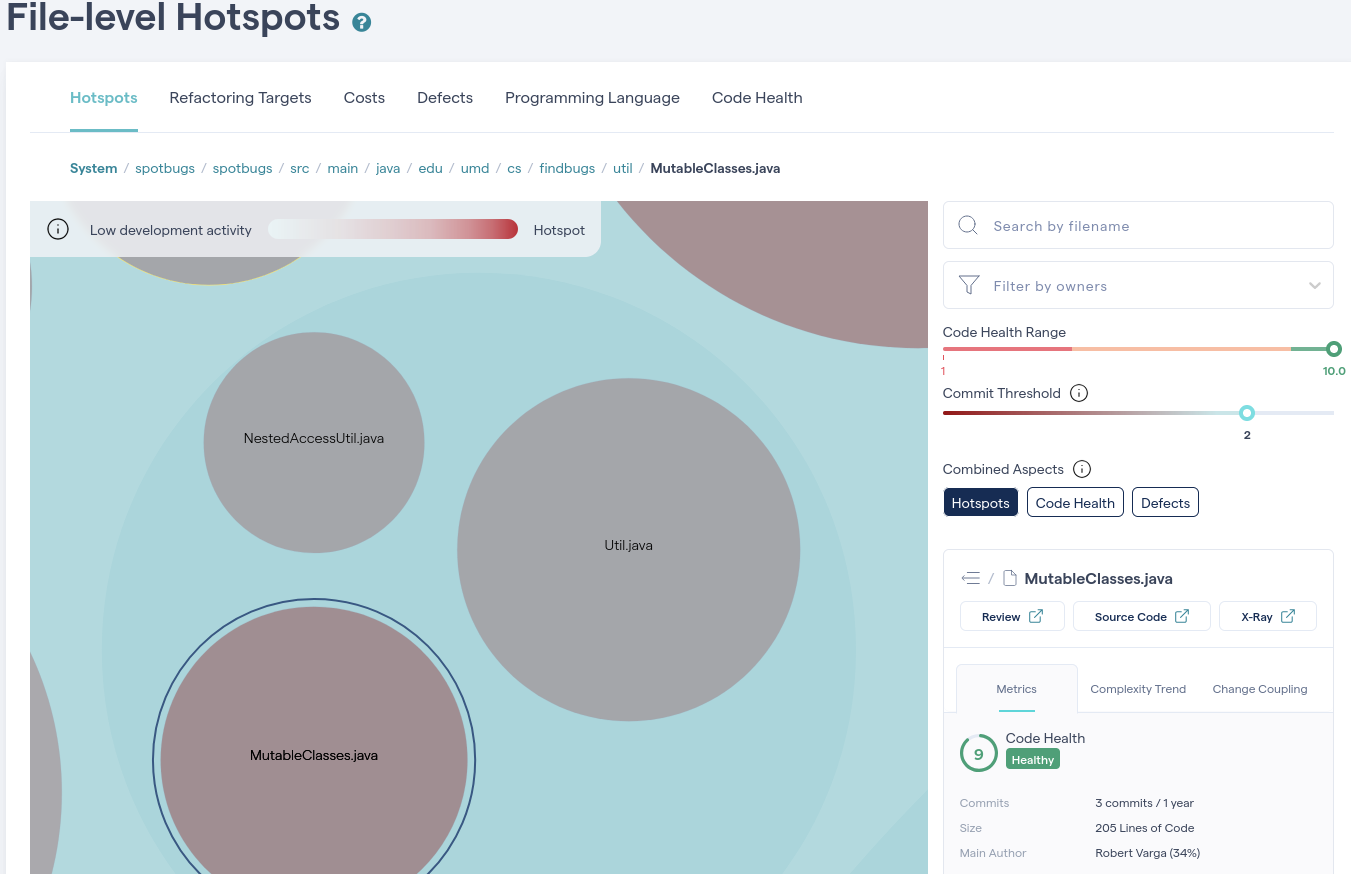 File-level Hotspots ?
Hotspots Refactoring Targets Costs Defects Programming Language Code Health
System / spotbugs / spotbugs / src / main / java / edu / umd / cs / findbugs / util / MutableClasses.java
Low development activity Hotspot
Search by filename
Filter by owners
Code Health Range
1 10.0
Commit Threshold
2
Combined Aspects
Hotspots Code Health Defects
NestedAccessUtil.java
Util.java
MutableClasses.java
/ MutableClasses.java
Review Source Code X-Ray
Metrics Complexity Trend Change Coupling
9 Code Health
Healthy
Commits 3 commits / 1 year
Size 205 Lines of Code
Main Author Robert Varga (34%)